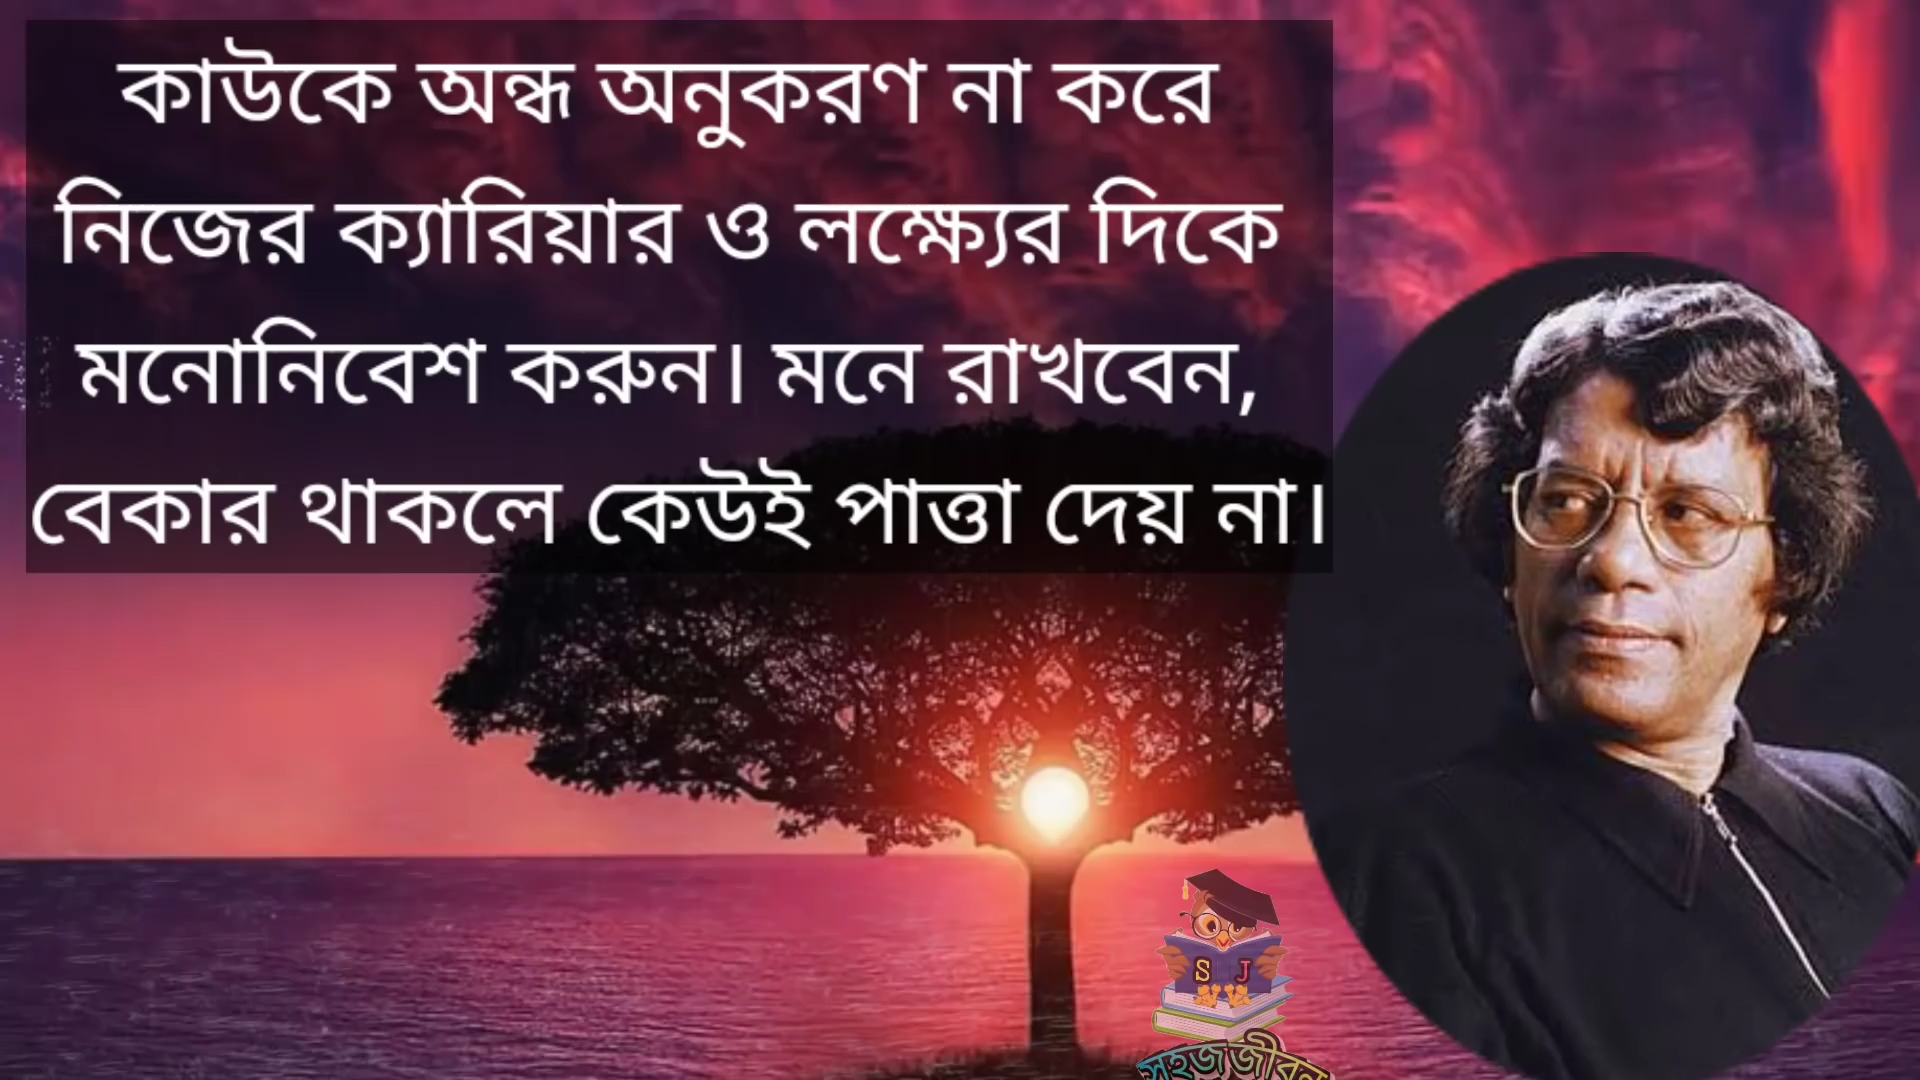 কাউকে অন্ধ অনুকরণ না করে
নিজের ক্যারিয়ার ও লক্ষ্যের দিকে
মনোনিবেশ করুন। মনে রাখবেন,
বেকার থাকলে কেউই পাত্তা দেয় না।
S J
সহজজীবন